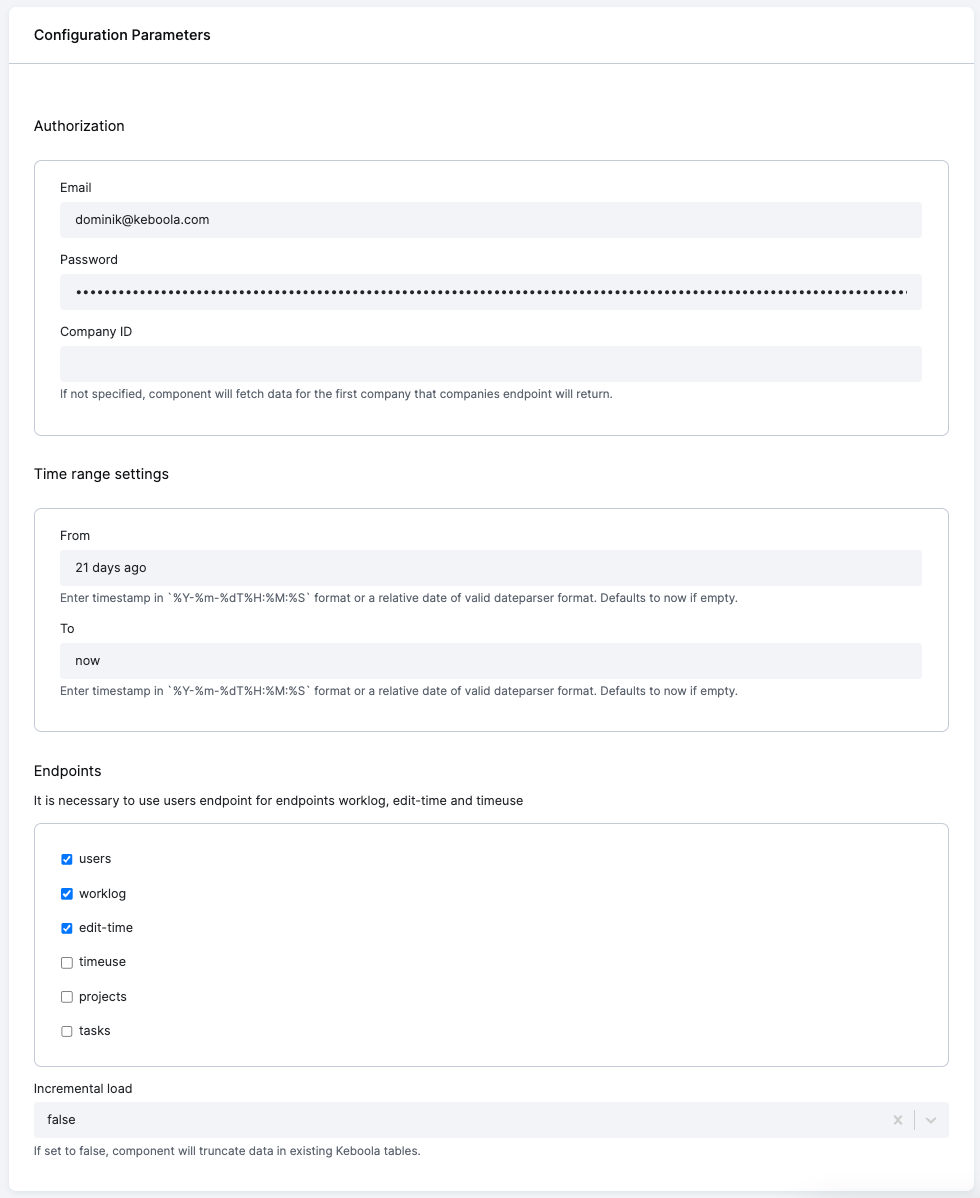 Configuration Parameters
Authorization
Email
dominik@keboola.com
Password
Company ID
If not specified, component will fetch data for the first company that companies endpoint will return.
Time range settings
From
21 days ago
Enter timestamp in `%Y-%m-%dT%H:%M:%S` format or a relative date of valid dateparser format. Defaults to now if empty.
To
now
Enter timestamp in `%Y-%m-%dT%H:%M:%S` format or a relative date of valid dateparser format. Defaults to now if empty.
Endpoints
It is necessary to use users endpoint for endpoints worklog, edit-time and timeuse
users
worklog
edit-time
timeuse
projects
tasks
Incremental load
false
If set to false, component will truncate data in existing Keboola tables.